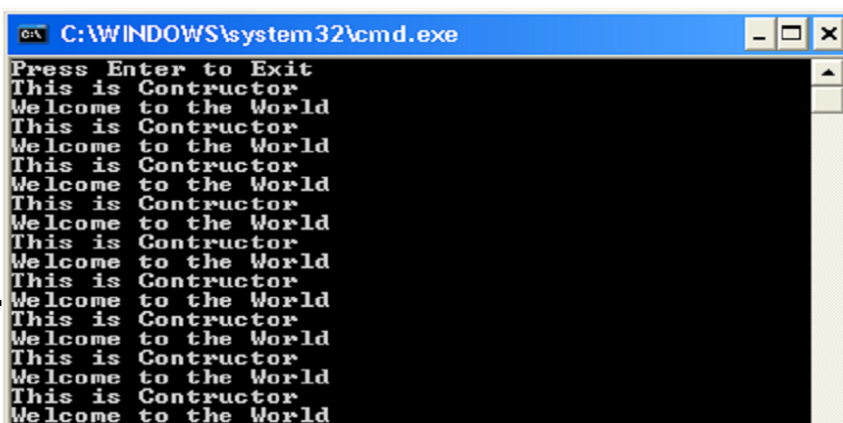 C:\WINDOWS\system32\cmd.exe
Press Enter to Exit
This is Contructor
Welcome to the World
This is Contructor
Welcome to the World
This is Contructor
Welcome to the World
This is Contructor
Welcome to the World
This is Contructor
Welcome to the World
This is Contructor
Welcome to the World
This is Contructor
Welcome to the World
This is Contructor
Welcome to the World
This is Contructor
Welcome to the World